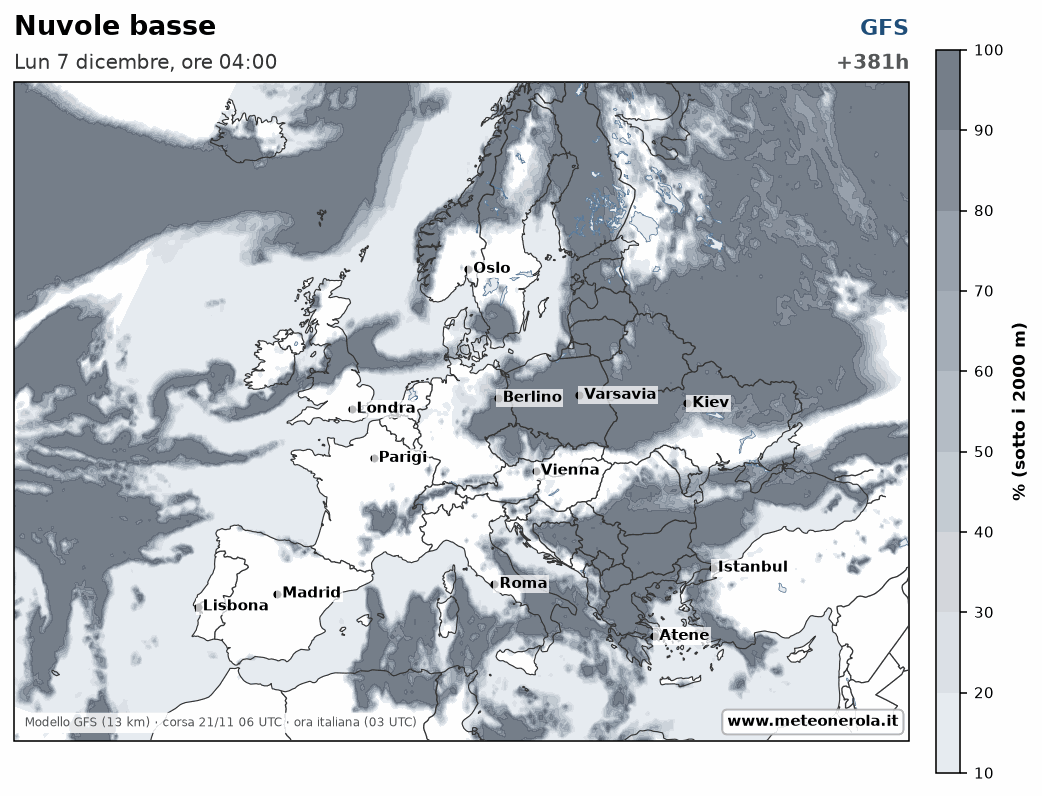 Nuvole basse
GFS
Lun 7 dicembre, ore 04:00
+381h
100
90
80
70
60
50
40
30
20
10
% (sotto i 2000 m)
Oslo
Berlino
Varsavia
Kiev
Londra
Parigi
Vienna
Istanbul
Roma
Madrid
Lisbona
Atene
Modello GFS (13 km) · corsa 21/11 06 UTC · ora italiana (03 UTC)
www.meteonerola.it